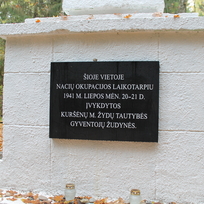 ŠIOJE VIETOJE
NACIŲ OKUPACIJOS LAIKOTARPIU
1941 M. LIEPOS MĖN. 20–21 D.
ĮVYKDYTOS
KURŠĖNŲ M. ŽYDŲ TAUTYBĖS
GYVENTOJŲ ŽUDYNĖS.